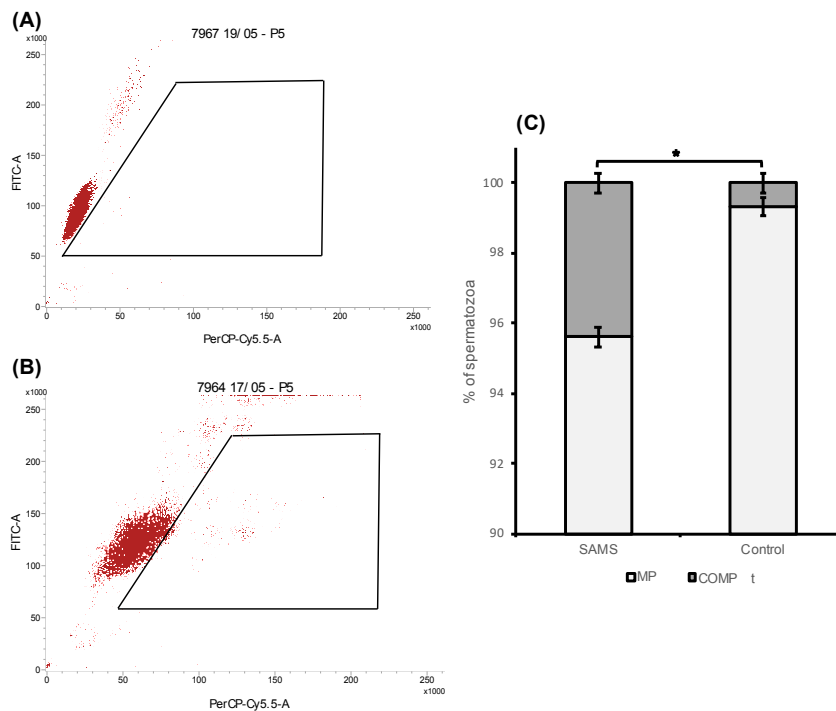 (A)
7967 19/ 05 - P5
x1000
250
200
150
100
50
0
FITC-A
0 50 100 150 200 250
x1000
PerCP-Cy5.5-A
(B)
7964 17/ 05 - P5
x1000
250
200
150
100
50
0
FITC-A
0 50 100 150 200 250
x1000
PerCP-Cy5.5-A
(C)
*
100
98
96
94
92
90
% of spermatozoa
SAMS Control
MP COMP t